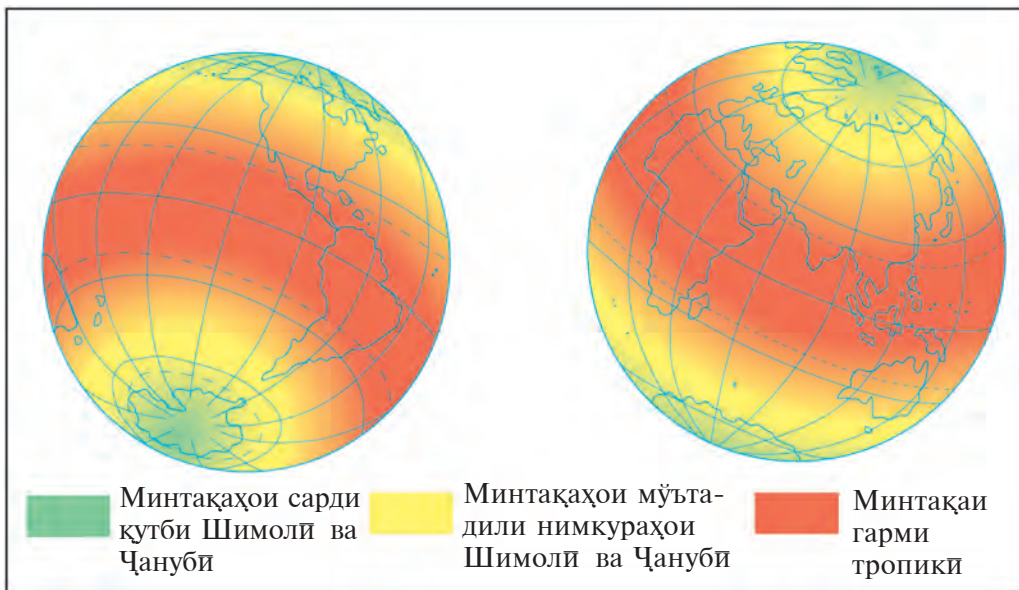 Минтақаҳои сарди
қутби Шимолӣ ва
Ҷанубӣ
Минтақаҳои мӯъта-
дили нимкураҳои
Шимолӣ ва Ҷанубӣ
Минтақаи
гарми
тропикӣ